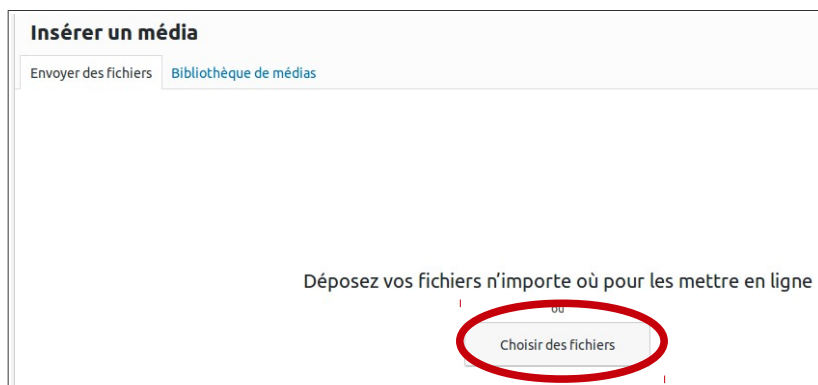 Insérer un média
Envoyer des fichiers Bibliothèque de médias
Déposez vos fichiers n’importe où pour les mettre en ligne
ou
Choisir des fichiers